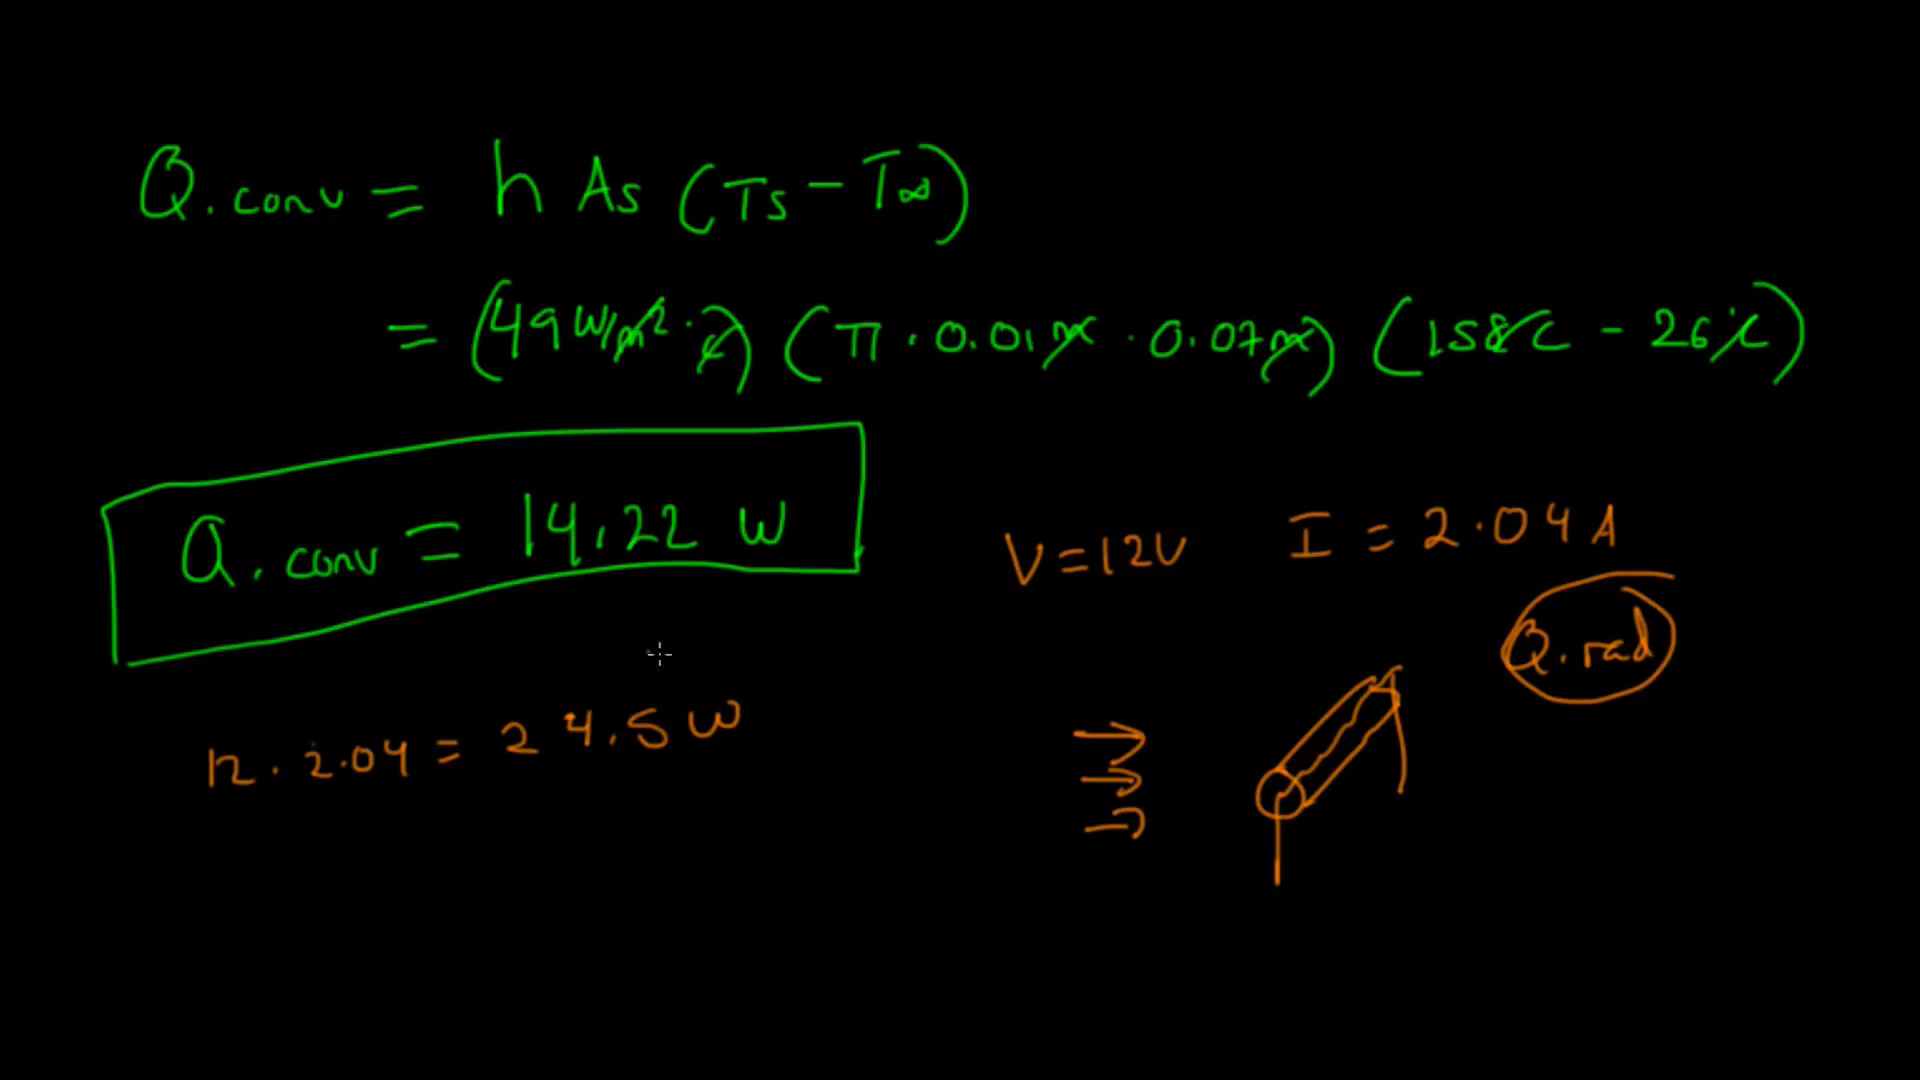 Q.conv = h As (Ts - T∞)
= (49 W/m² · c) (π · 0.01m · 0.07m) (158C - 26C)
Q.conv = 14.22 W
V = 12V I = 2.04 A
Q.rad
12 · 2.04 = 24.5 W